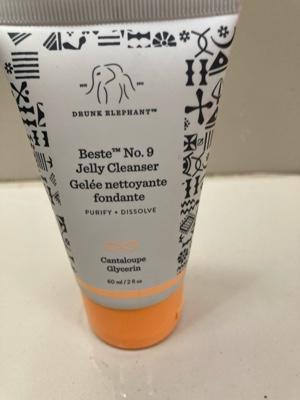 DRUNK ELEPHANT™
Beste™ No. 9
Jelly Cleanser
Gelée nettoyante
fondante
PURIFY • DISSOLVE
Cantaloupe
Glycerin
60 ml / 2 fl oz